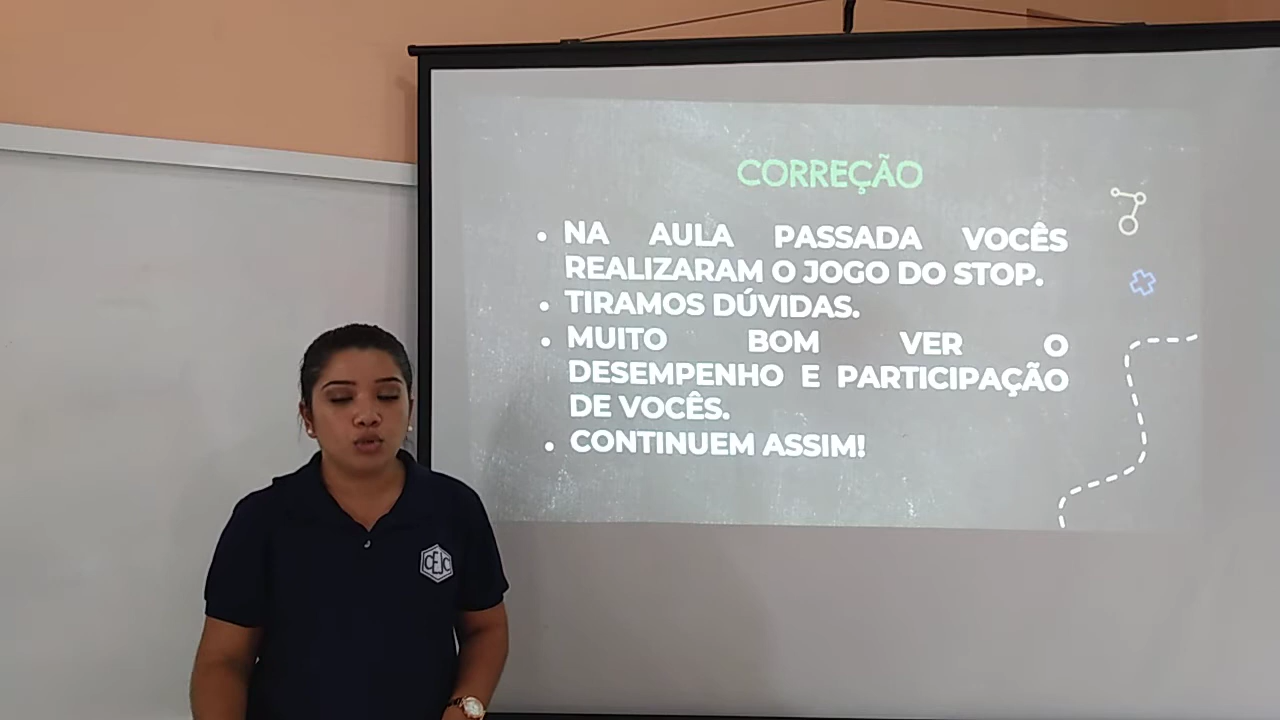 CORREÇÃO
• NA AULA PASSADA VOCÊS
REALIZARAM O JOGO DO STOP.
• TIRAMOS DÚVIDAS.
• MUITO BOM VER O
DESEMPENHO E PARTICIPAÇÃO
DE VOCÊS.
• CONTINUEM ASSIM!
CEJC